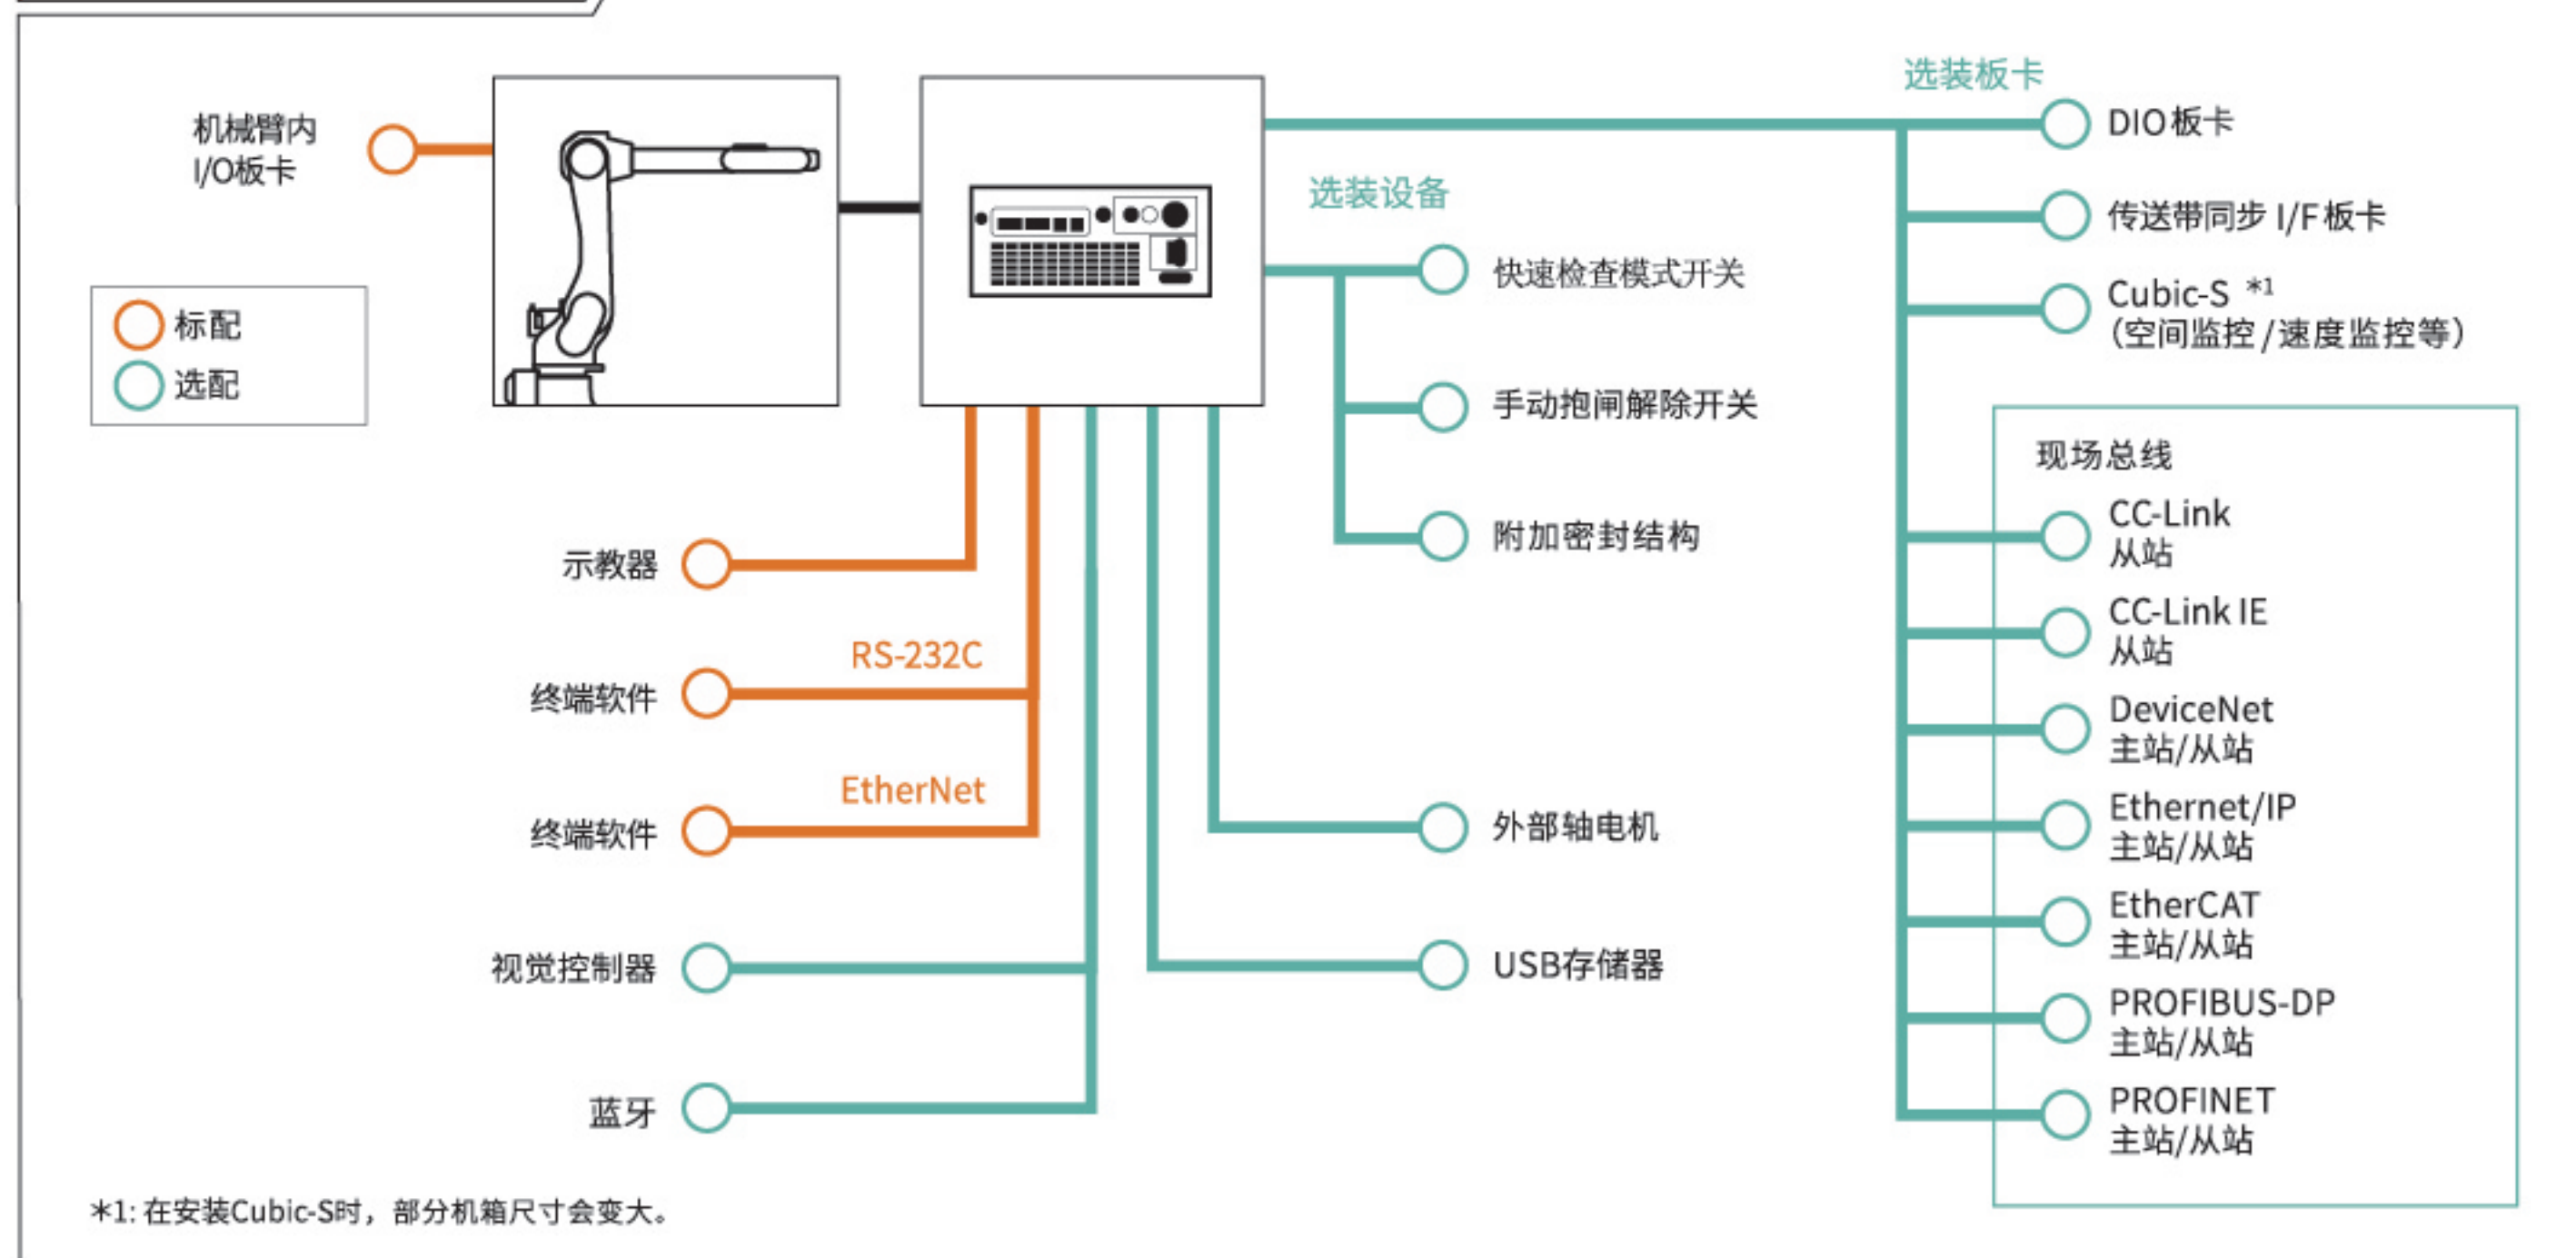 机械臂内
I/O板卡
标配
选配
示教器
RS-232C
终端软件
EtherNet
终端软件
视觉控制器
蓝牙
选装设备
快速检查模式开关
手动抱闸解除开关
附加密封结构
外部轴电机
USB存储器
选装板卡
DIO板卡
传送带同步 I/F板卡
Cubic-S *1
（空间监控/速度监控等）
现场总线
CC-Link
从站
CC-Link IE
从站
DeviceNet
主站/从站
Ethernet/IP
主站/从站
EtherCAT
主站/从站
PROFIBUS-DP
主站/从站
PROFINET
主站/从站
*1: 在安装Cubic-S时，部分机箱尺寸会变大。